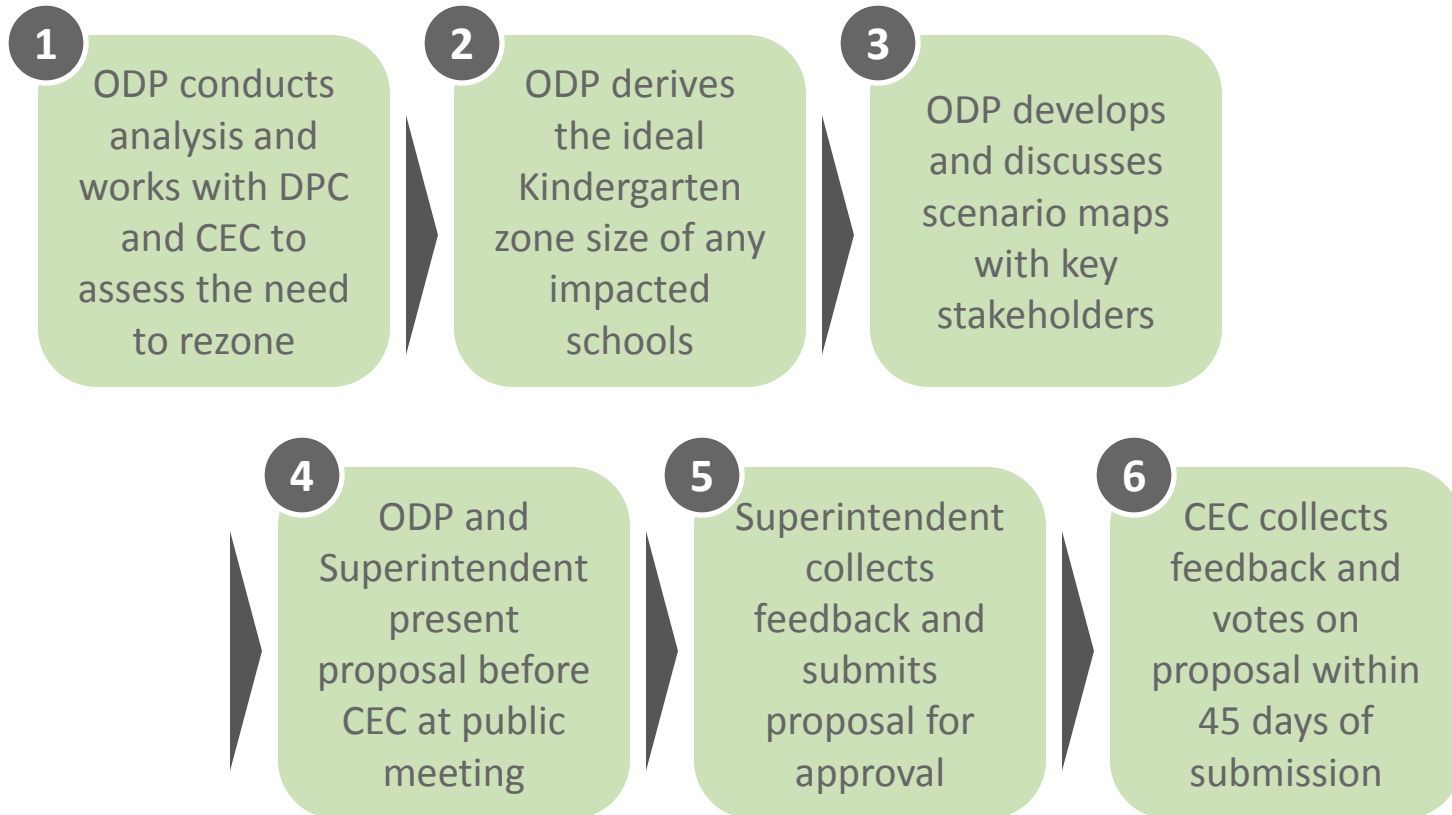 1
ODP conducts
analysis and
works with DPC
and CEC to
assess the need
to rezone
2
ODP derives
the ideal
Kindergarten
zone size of any
impacted
schools
3
ODP develops
and discusses
scenario maps
with key
stakeholders
4
ODP and
Superintendent
present
proposal before
CEC at public
meeting
5
Superintendent
collects
feedback and
submits
proposal for
approval
6
CEC collects
feedback and
votes on
proposal within
45 days of
submission